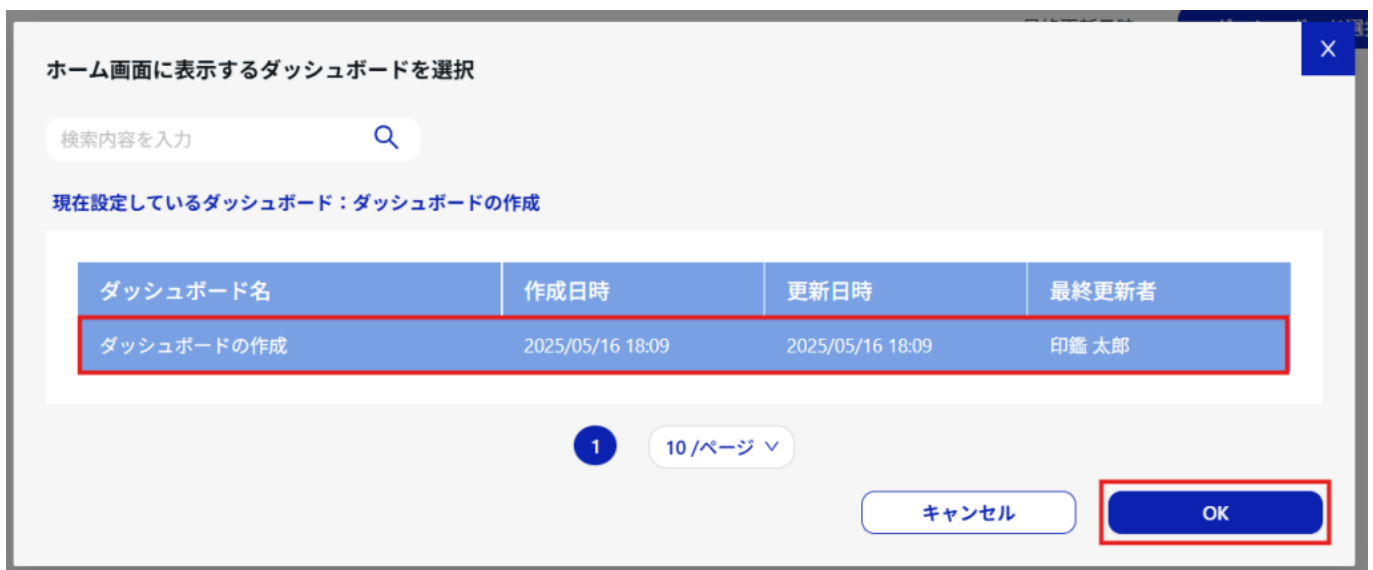 ホーム画面に表示するダッシュボードを選択
X
検索内容を入力
現在設定しているダッシュボード：ダッシュボードの作成
ダッシュボード名 作成日時 更新日時 最終更新者
ダッシュボードの作成 2025/05/16 18:09 2025/05/16 18:09 印鑑 太郎
1 10 /ページ
キャンセル OK